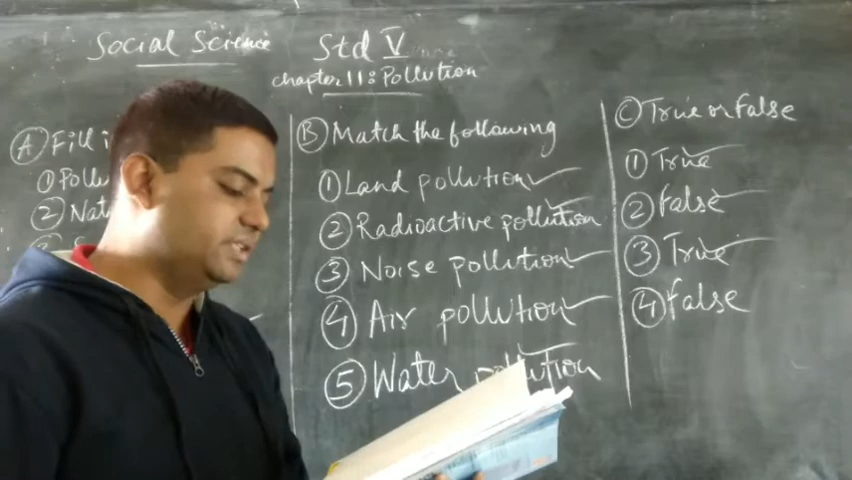 Social Science Std V
chapter 11: Pollution
(A) Fill i
(1) Pollu
(2) Nat
(B) Match the following
(1) Land pollution
(2) Radioactive pollution
(3) Noise pollution
(4) Air pollution
(5) Water pollution
(C) True or False
(1) True
(2) False
(3) True
(4) False